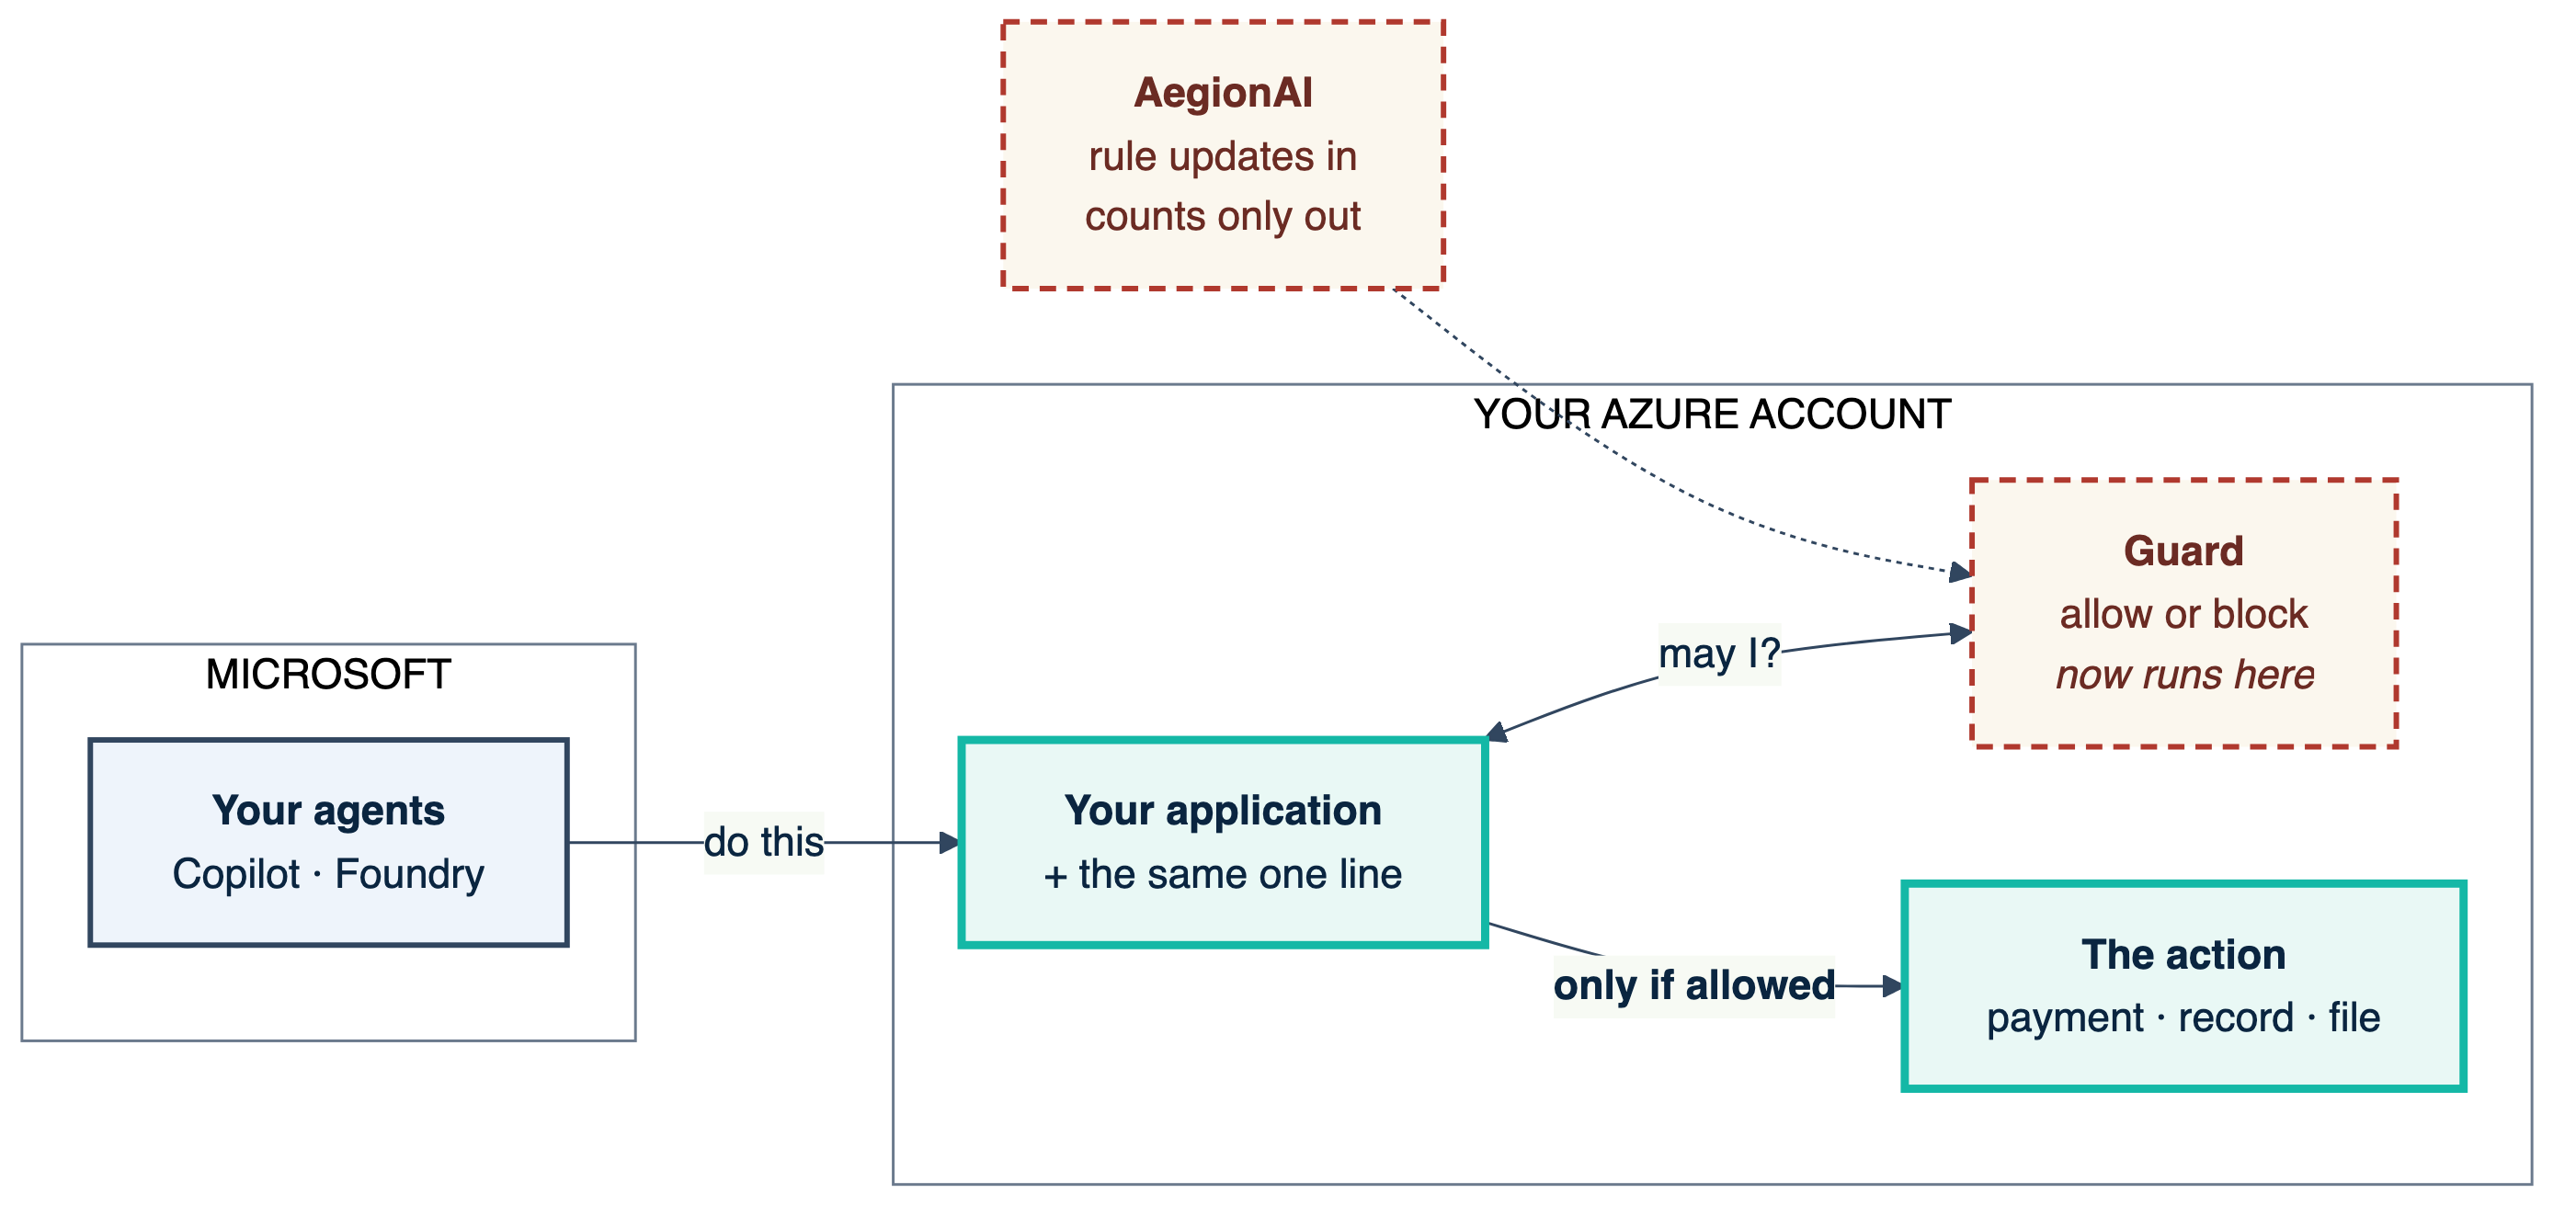 AegionAI
rule updates in
counts only out
YOUR AZURE ACCOUNT
Guard
allow or block
now runs here
may I?
MICROSOFT
Your agents
Copilot · Foundry
do this
Your application
+ the same one line
only if allowed
The action
payment · record · file